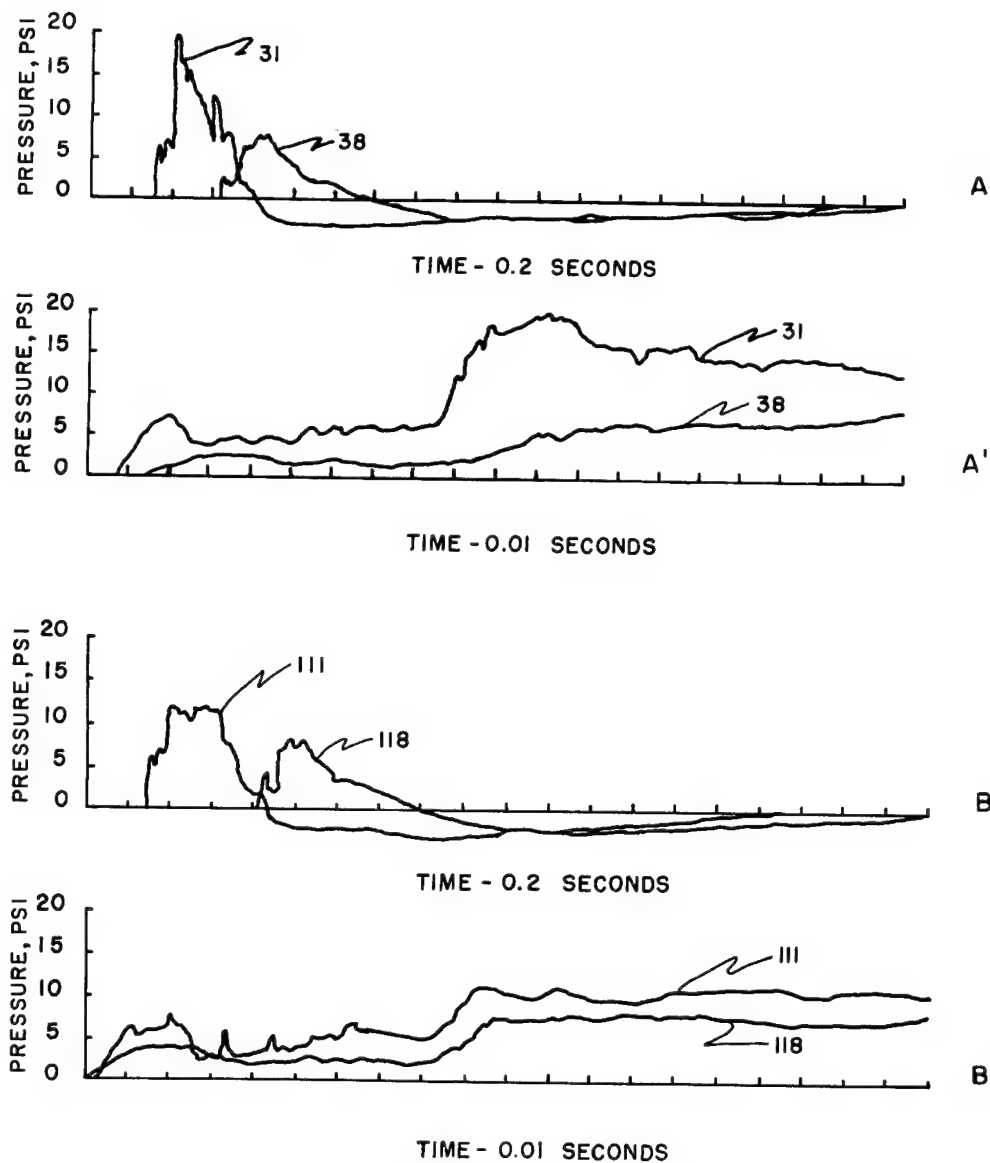 PRESSURE, PSI
20
15
10
5
0
31
38
A
TIME - 0.2 SECONDS
PRESSURE, PSI
20
15
10
5
0
31
38
A'
TIME - 0.01 SECONDS
PRESSURE, PSI
20
15
10
5
0
111
118
B
TIME - 0.2 SECONDS
PRESSURE, PSI
20
15
10
5
0
111
118
B
TIME - 0.01 SECONDS